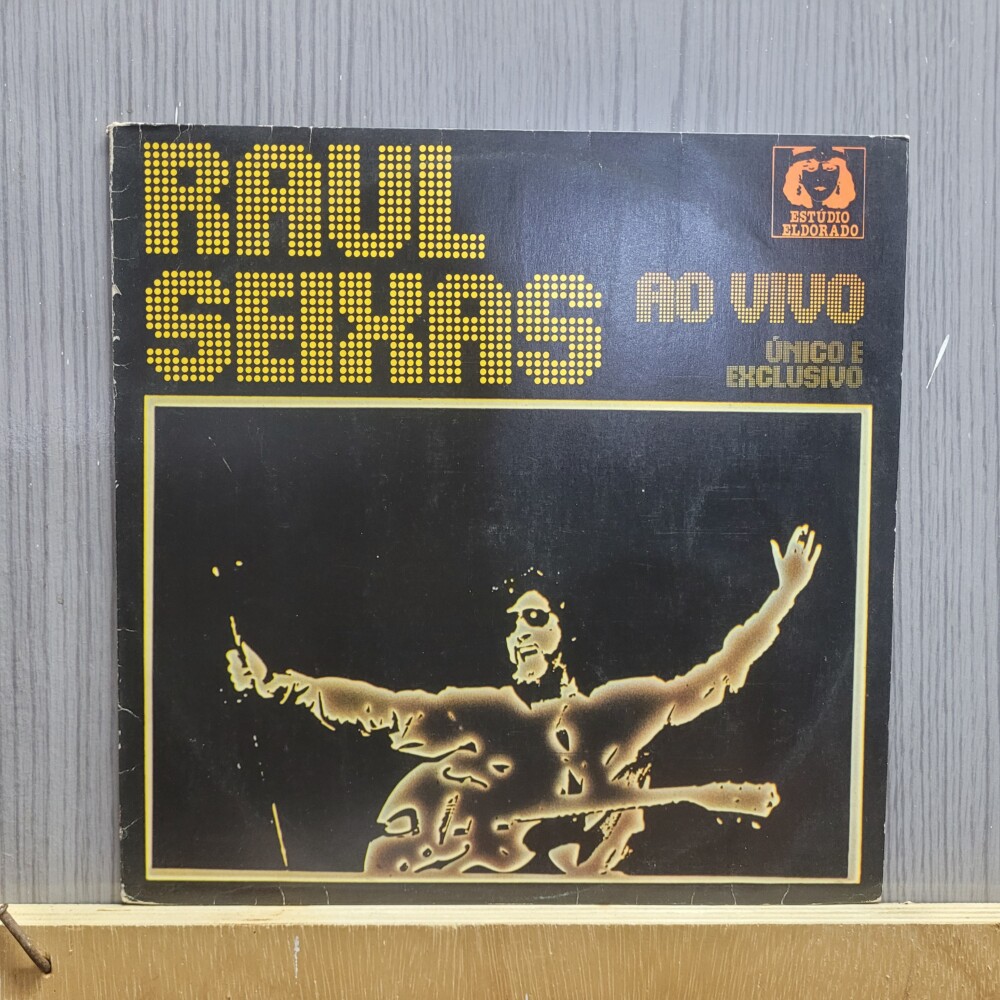 RAUL
SEIXAS
ESTÚDIO
ELDORADO
AO VIVO
ÚNICO E
EXCLUSIVO